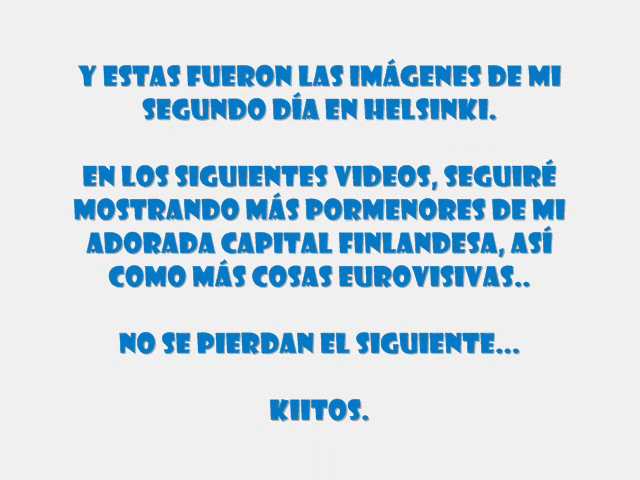 Y ESTAS FUERON LAS IMÁGENES DE MI
SEGUNDO DÍA EN HELSINKI.
EN LOS SIGUIENTES VIDEOS, SEGUIRÉ
MOSTRANDO MÁS PORMENORES DE MI
ADORADA CAPITAL FINLANDESA, ASÍ
COMO MÁS COSAS EUROVISIVAS..
NO SE PIERDAN EL SIGUIENTE...
KIITOS.